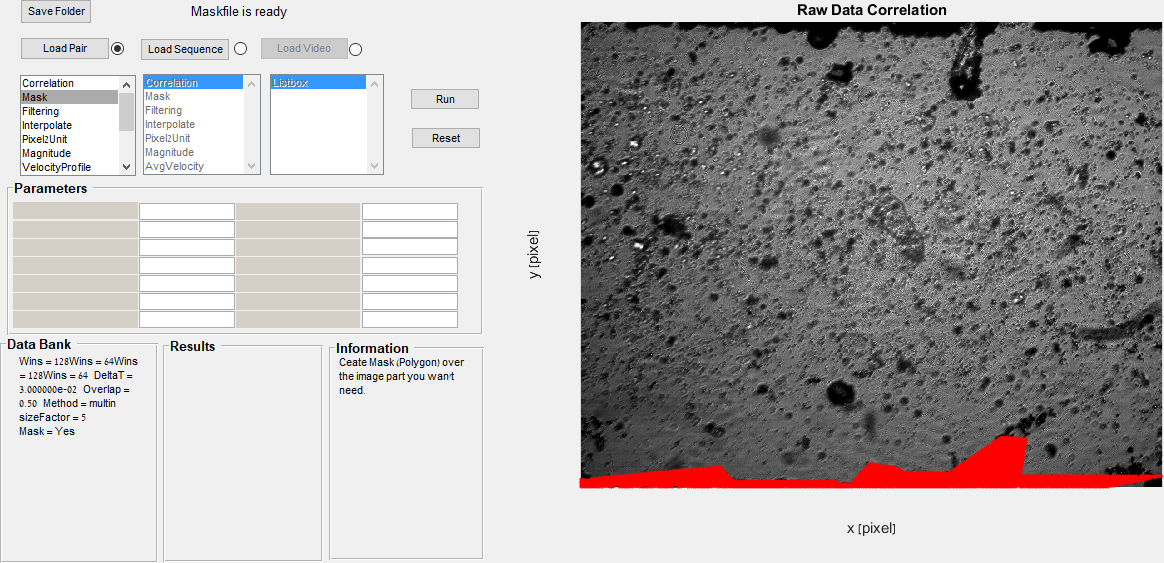 Save Folder
Maskfile is ready
Load Pair
Load Sequence
Load Video
Correlation
Mask
Filtering
Interpolate
Pixel2Unit
Magnitude
VelocityProfile
Correlation
Mask
Filtering
Interpolate
Pixel2Unit
Magnitude
AvgVelocity
Listbox
Run
Reset
Parameters
Data Bank
Wins = 128Wins = 64Wins
= 128Wins = 64 DeltaT =
3.000000e-02 Overlap =
0.50 Method = multin
sizeFactor = 5
Mask = Yes
Results
Information
Ceate Mask (Polygon) over
the image part you want
need.
Raw Data Correlation
y [pixel]
x [pixel]